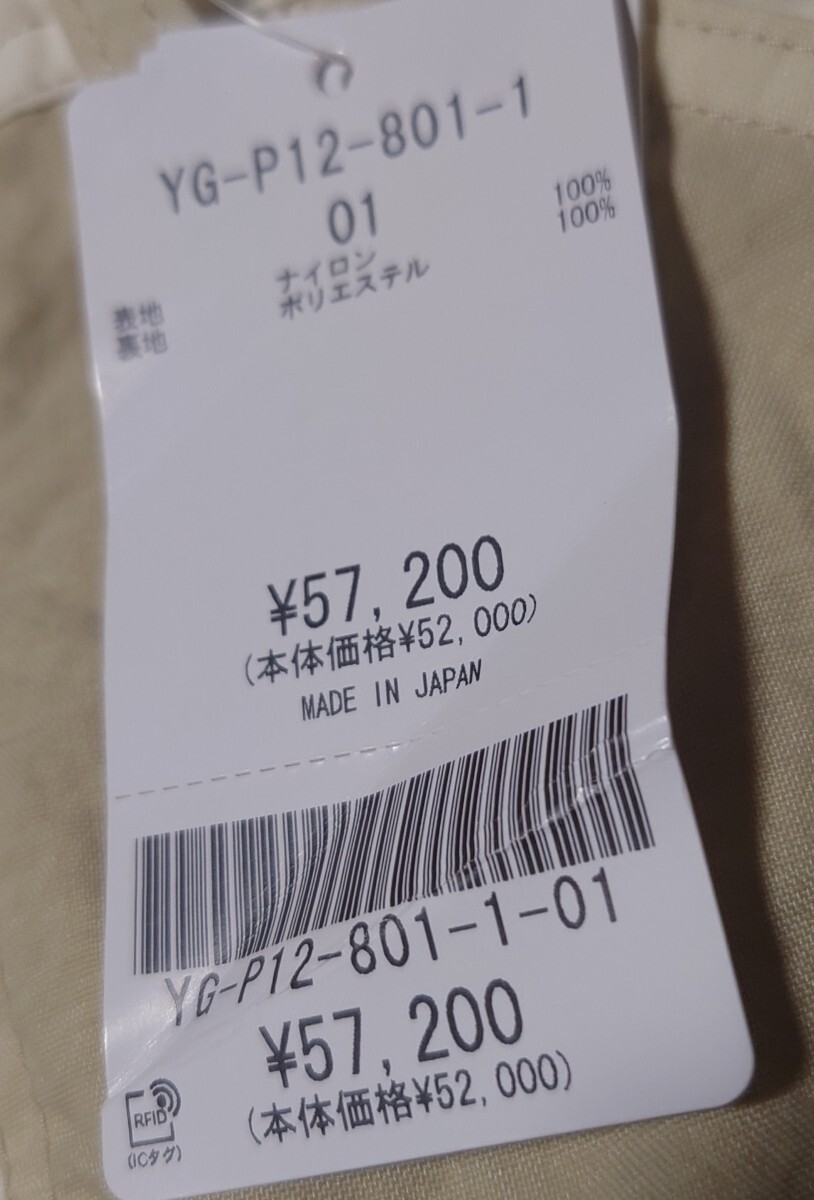 YG-P12-801-1
01
表地 ナイロン 100%
裏地 ポリエステル 100%
¥57,200
(本体価格¥52,000)
MADE IN JAPAN
YG-P12-801-1-01
¥57,200
(本体価格¥52,000)
RFID
(ICタグ)